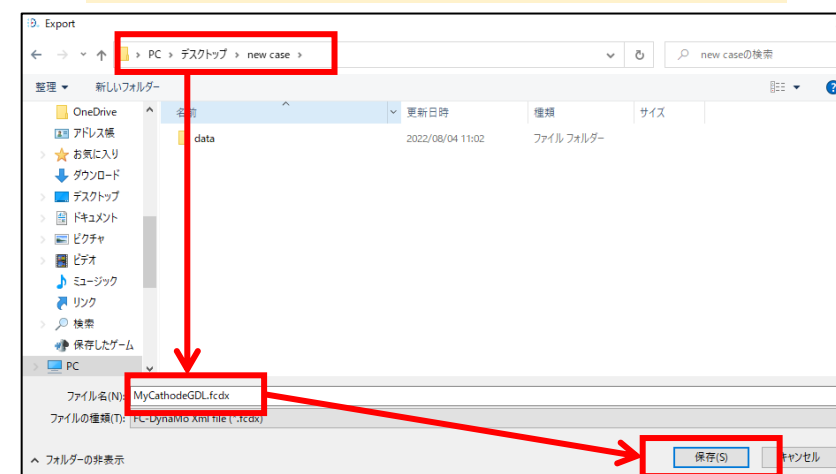 Export
PC › デスクトップ › new case ›
new caseの検索
整理 新しいフォルダー
名前 更新日時 種類 サイズ
OneDrive
アドレス帳
data 2022/08/04 11:02 ファイル フォルダー
お気に入り
ダウンロード
デスクトップ
ドキュメント
ピクチャ
ビデオ
ミュージック
リンク
検索
保存したゲーム
PC
ファイル名(N): MyCathodeGDL.fcdx
ファイルの種類(T): FC-DynaMo Xml file (*.fcdx)
フォルダーの非表示
保存(S) キャンセル